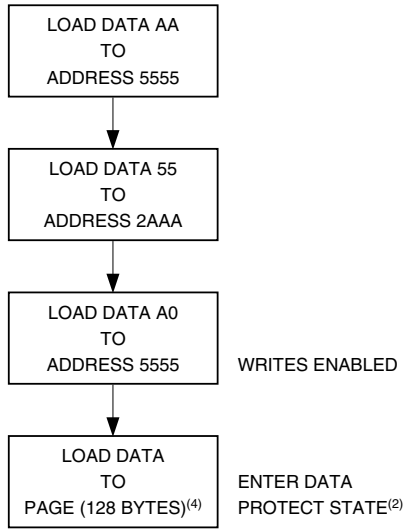 LOAD DATA AA
TO
ADDRESS 5555
LOAD DATA 55
TO
ADDRESS 2AAA
LOAD DATA A0
TO
ADDRESS 5555
WRITES ENABLED
LOAD DATA
TO
PAGE (128 BYTES)(4)
ENTER DATA
PROTECT STATE(2)